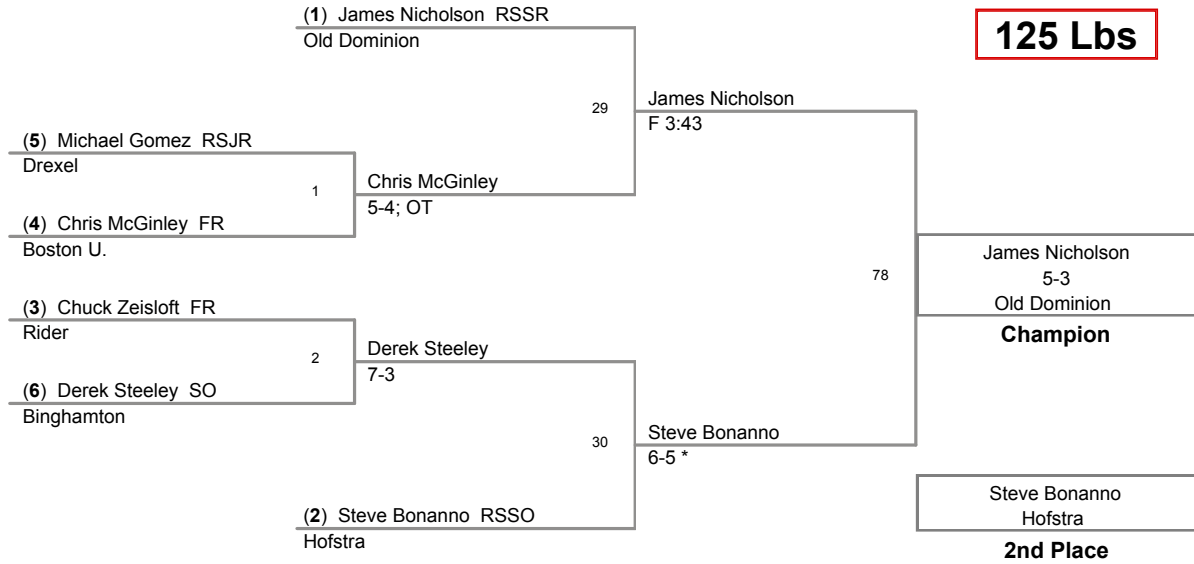 (1) James Nicholson RSSR
Old Dominion
125 Lbs
29
James Nicholson
F 3:43
(5) Michael Gomez RSJR
Drexel
1
Chris McGinley
5-4; OT
(4) Chris McGinley FR
Boston U.
78
James Nicholson
5-3
Old Dominion
Champion
(3) Chuck Zeisloft FR
Rider
2
Derek Steeley
7-3
(6) Derek Steeley SO
Binghamton
30
Steve Bonanno
6-5 *
(2) Steve Bonanno RSSO
Hofstra
Steve Bonanno
Hofstra
2nd Place